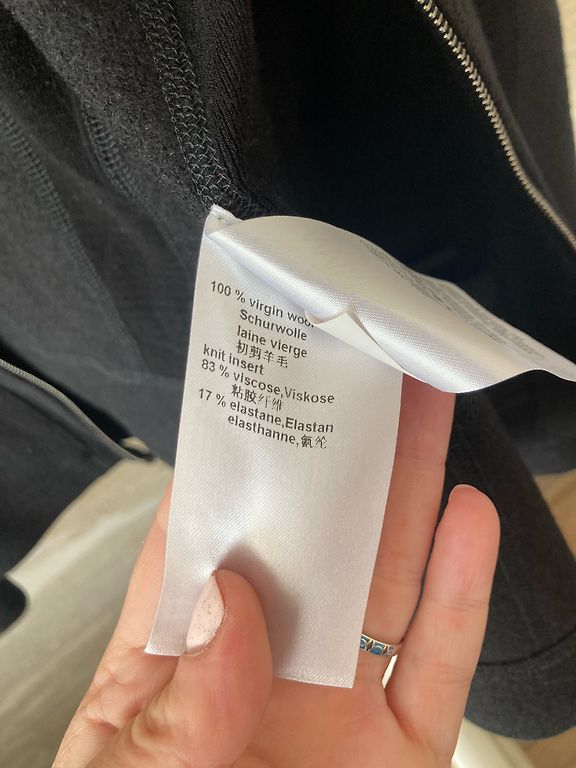 100 % virgin wool
Schurwolle
laine vierge
初剪羊毛
knit insert
83 % viscose,Viskose
粘胶纤维
17 % elastane,Elastan
elasthanne,氨纶